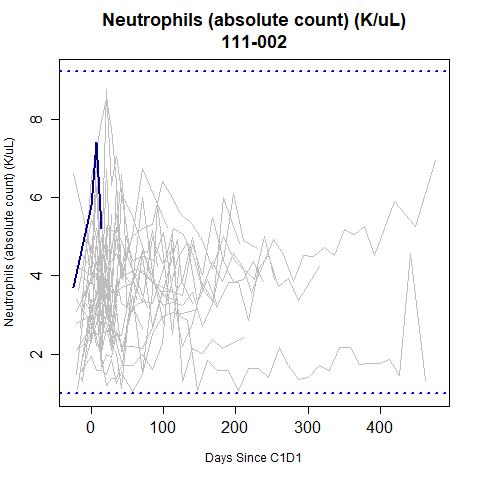 Neutrophils (absolute count) (K/uL)
111-002
Neutrophils (absolute count) (K/uL)
8
6
4
2
0 100 200 300 400
Days Since C1D1